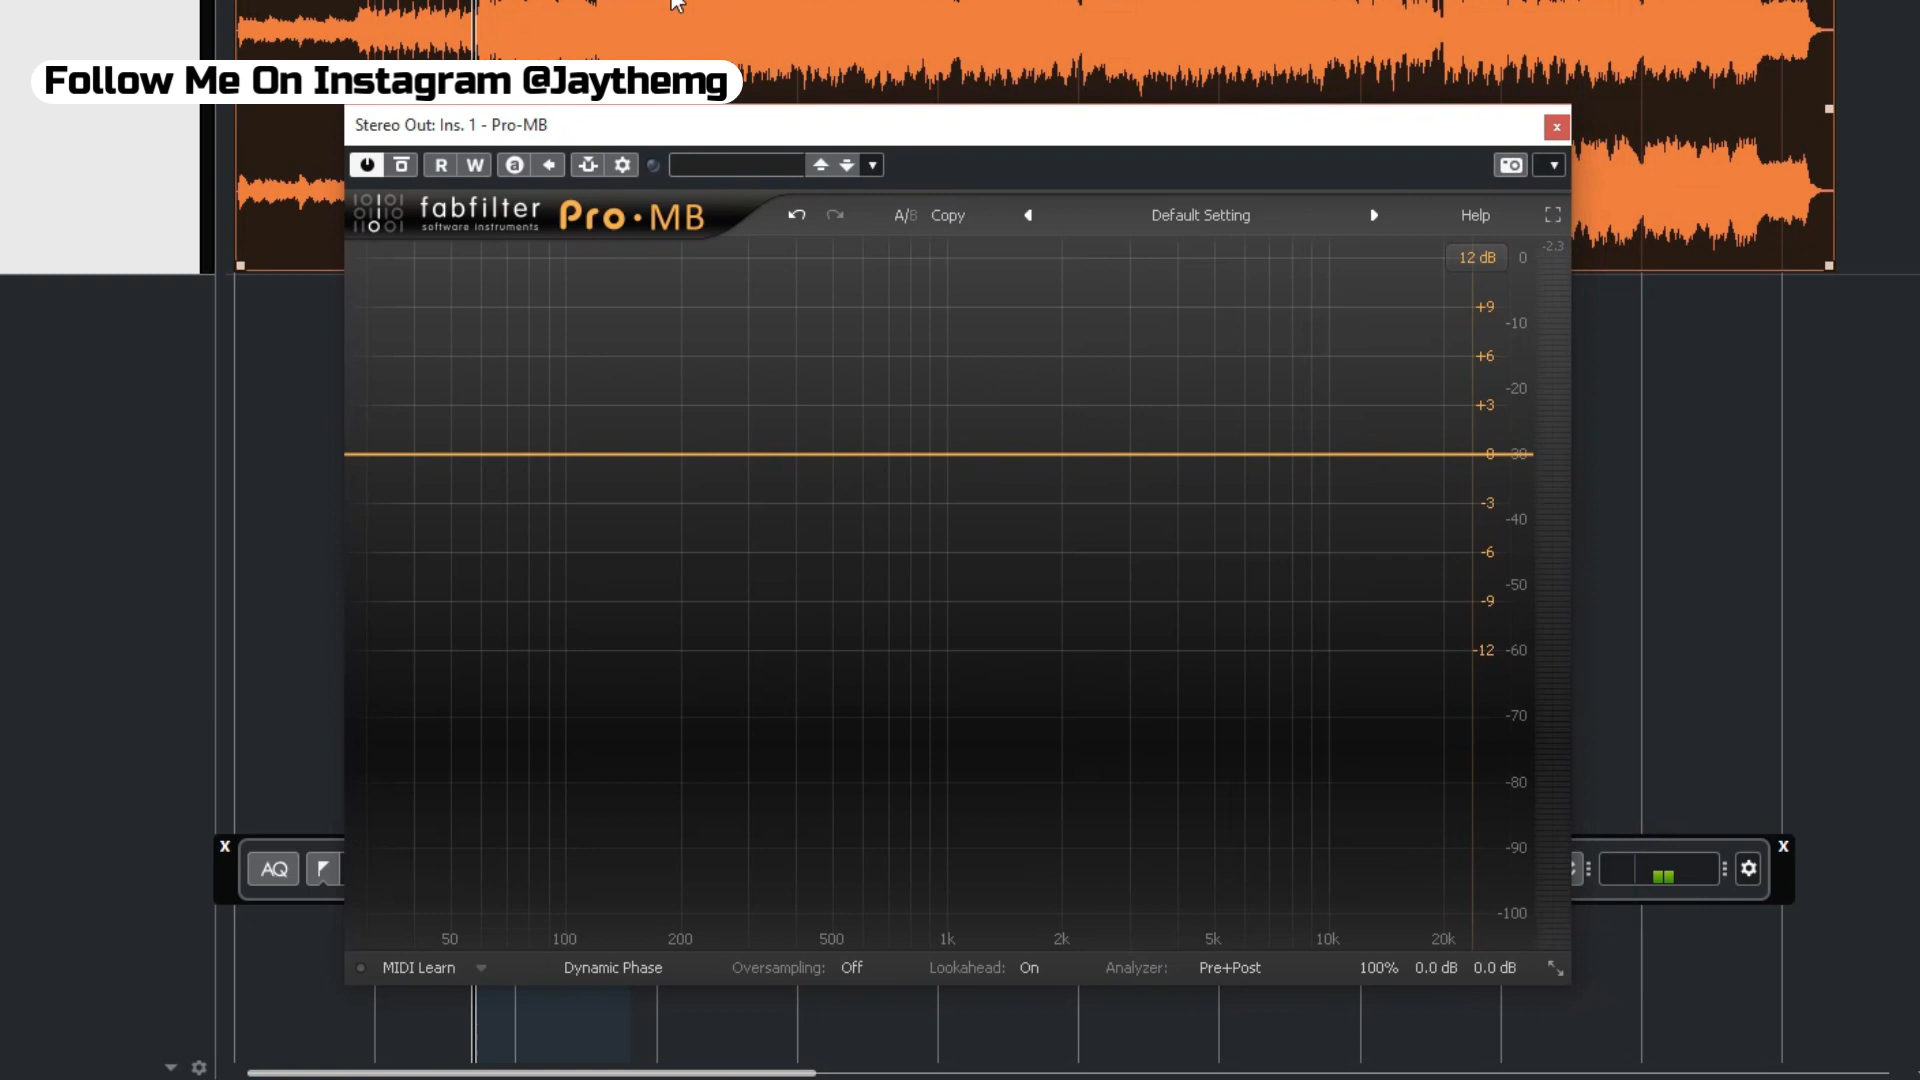 Follow Me On Instagram @Jaythemg
Stereo Out: Ins. 1 - Pro-MB
x
R W a
fabfilter Pro·MB
software instruments
A/B Copy Default Setting Help
-2.3
12 dB 0
+9
-10
+6
-20
+3
0 -30
-3
-40
-6
-50
-9
-12 -60
-70
-80
X AQ X
-90
-100
50 100 200 500 1k 2k 5k 10k 20k
MIDI Learn Dynamic Phase Oversampling: Off Lookahead: On Analyzer: Pre+Post 100% 0.0 dB 0.0 dB